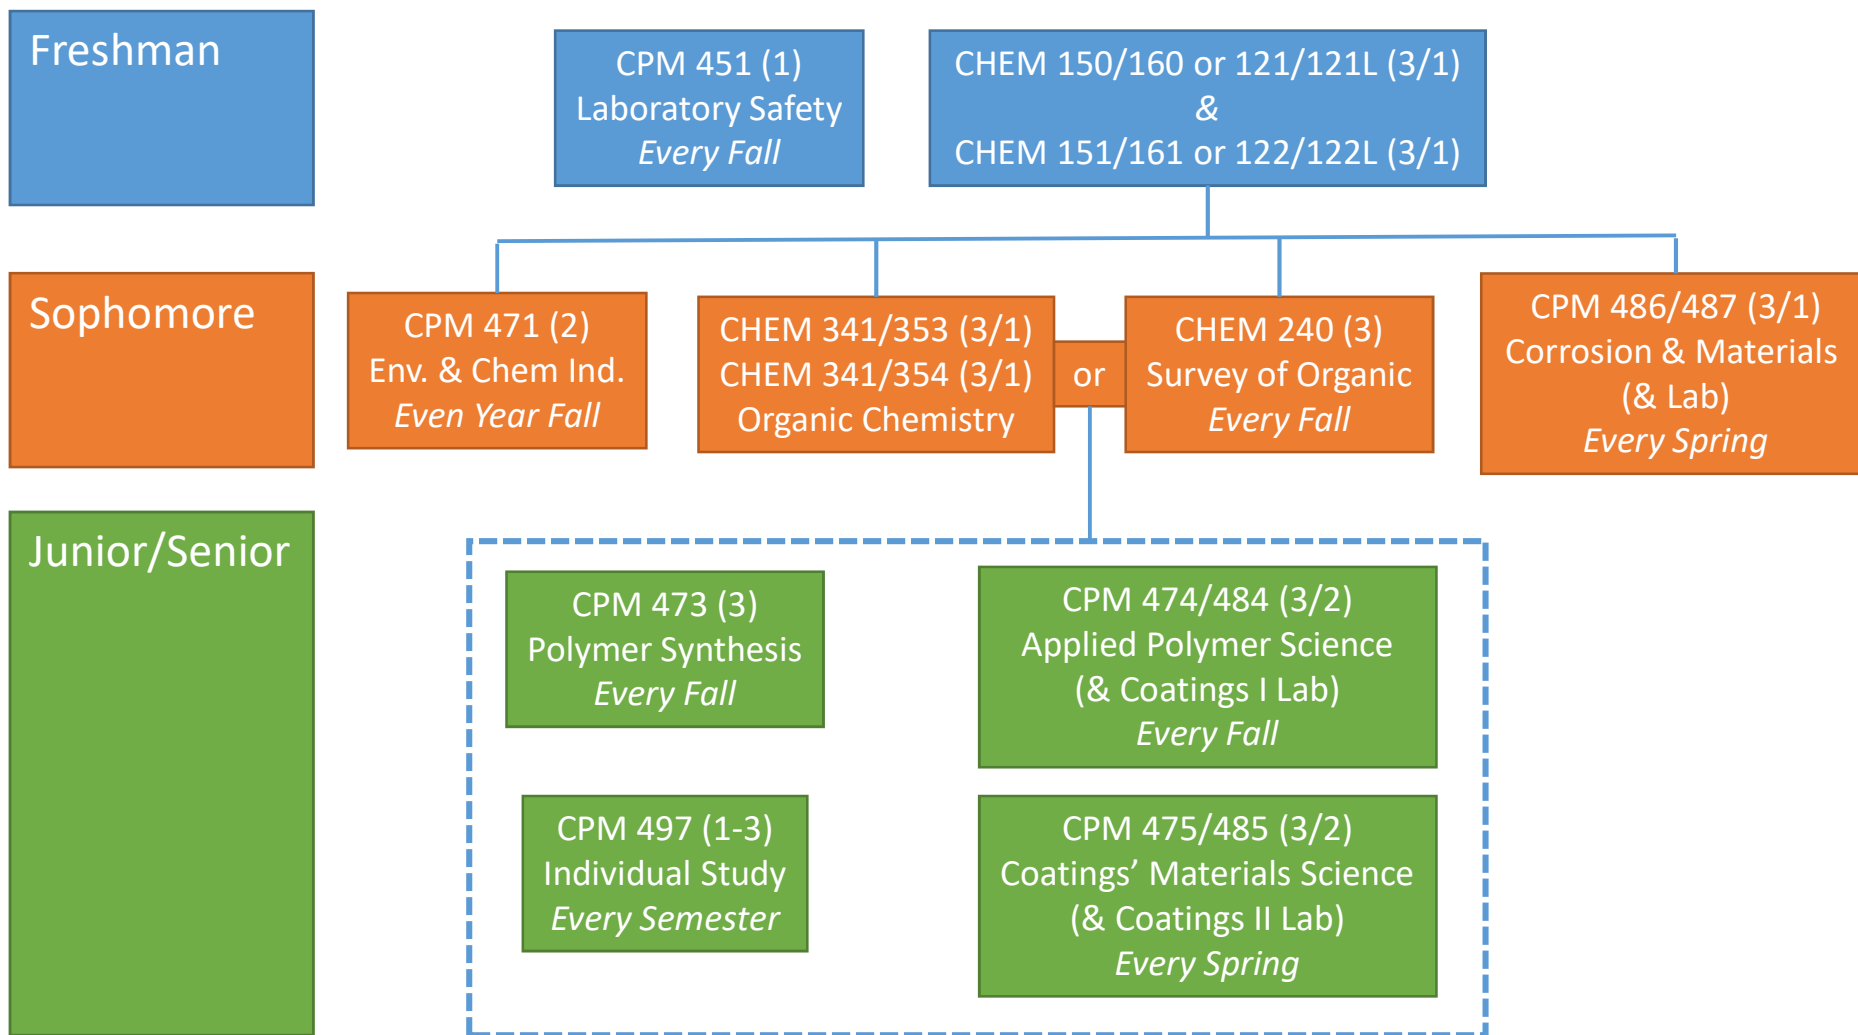 Freshman
CPM 451 (1)
Laboratory Safety
Every Fall
CHEM 150/160 or 121/121L (3/1)
&
CHEM 151/161 or 122/122L (3/1)
Sophomore
CPM 471 (2)
Env. & Chem Ind.
Even Year Fall
CHEM 341/353 (3/1)
CHEM 341/354 (3/1)
Organic Chemistry
or
CHEM 240 (3)
Survey of Organic
Every Fall
CPM 486/487 (3/1)
Corrosion & Materials
(& Lab)
Every Spring
Junior/Senior
CPM 473 (3)
Polymer Synthesis
Every Fall
CPM 474/484 (3/2)
Applied Polymer Science
(& Coatings I Lab)
Every Fall
CPM 497 (1-3)
Individual Study
Every Semester
CPM 475/485 (3/2)
Coatings’ Materials Science
(& Coatings II Lab)
Every Spring